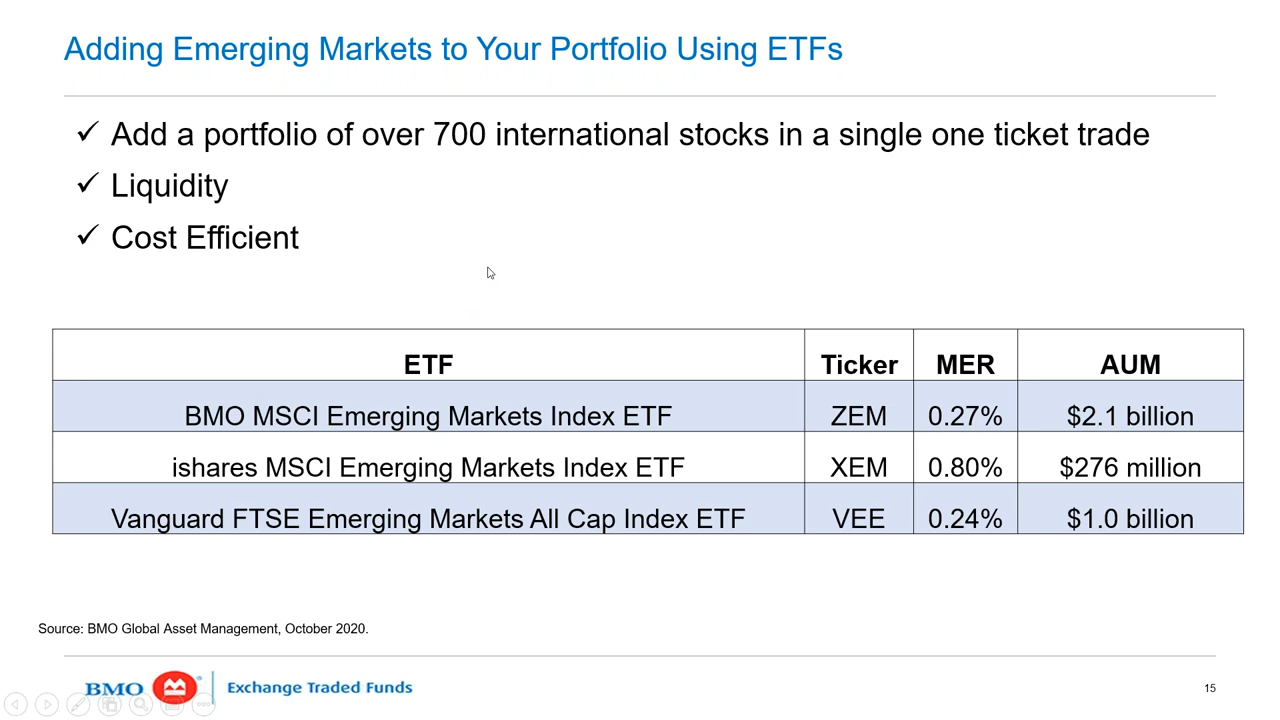 Adding Emerging Markets to Your Portfolio Using ETFs
✓ Add a portfolio of over 700 international stocks in a single one ticket trade
✓ Liquidity
✓ Cost Efficient
ETF Ticker MER AUM
BMO MSCI Emerging Markets Index ETF ZEM 0.27% $2.1 billion
ishares MSCI Emerging Markets Index ETF XEM 0.80% $276 million
Vanguard FTSE Emerging Markets All Cap Index ETF VEE 0.24% $1.0 billion
Source: BMO Global Asset Management, October 2020.
BMO Exchange Traded Funds
15